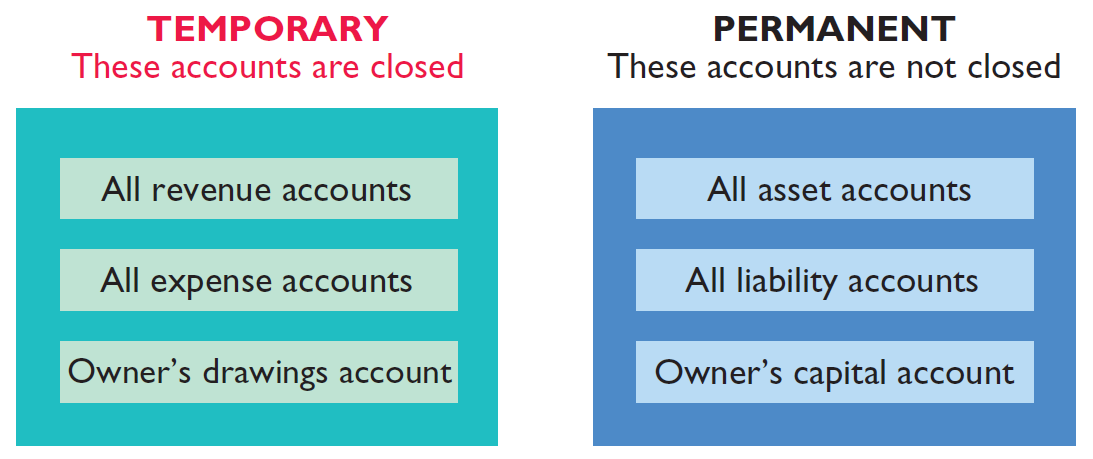 TEMPORARY
These accounts are closed
All revenue accounts
All expense accounts
Owner’s drawings account
PERMANENT
These accounts are not closed
All asset accounts
All liability accounts
Owner’s capital account